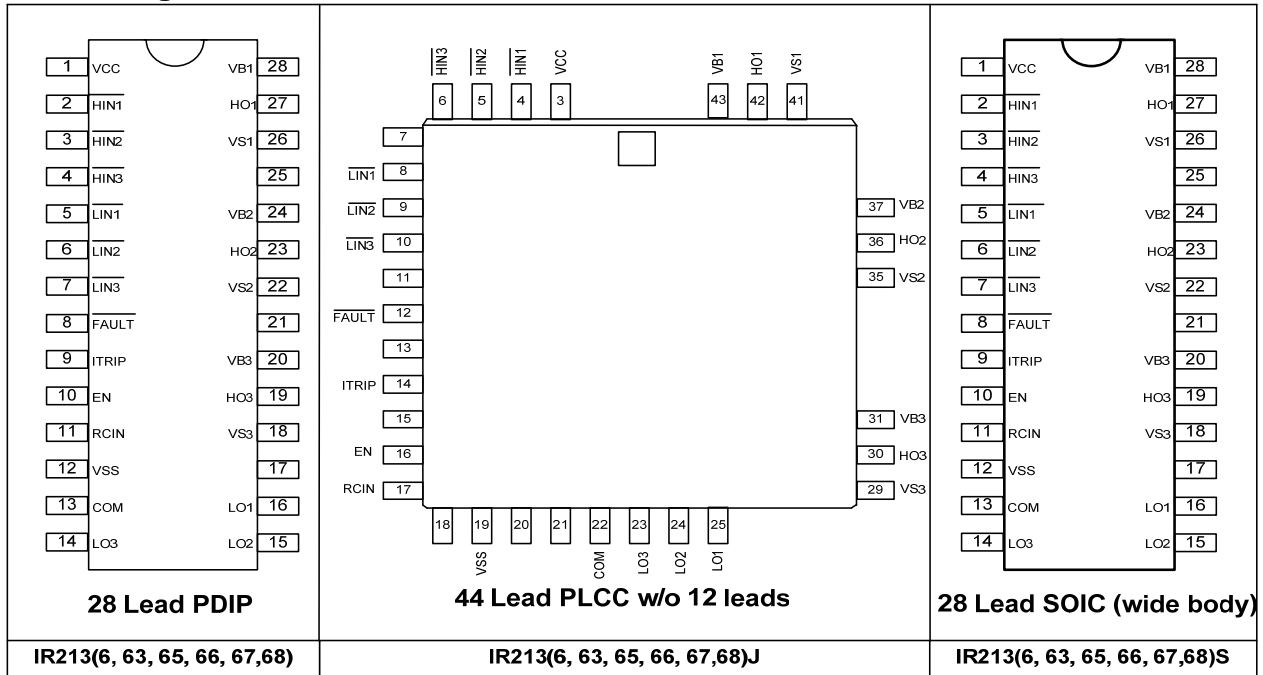 1 VCC VB1 28
2 HIN1 HO1 27
3 HIN2 VS1 26
4 HIN3 25
5 LIN1 VB2 24
6 LIN2 HO2 23
7 LIN3 VS2 22
8 FAULT 21
9 ITRIP VB3 20
10 EN HO3 19
11 RCIN VS3 18
12 VSS 17
13 COM LO1 16
14 LO3 LO2 15
28 Lead PDIP
IR213(6, 63, 65, 66, 67,68)
HIN3 HIN2 HIN1 VCC VB1 HO1 VS1
6 5 4 3 43 42 41
7
LIN1 8
LIN2 9 37 VB2
LIN3 10 36 HO2
11 35 VS2
FAULT 12
13
ITRIP 14
15 31 VB3
EN 16 30 HO3
RCIN 17 29 VS3
18 19 20 21 22 23 24 25
VSS COM LO3 LO2 LO1
44 Lead PLCC w/o 12 leads
IR213(6, 63, 65, 66, 67,68)J
1 VCC VB1 28
2 HIN1 HO1 27
3 HIN2 VS1 26
4 HIN3 25
5 LIN1 VB2 24
6 LIN2 HO2 23
7 LIN3 VS2 22
8 FAULT 21
9 ITRIP VB3 20
10 EN HO3 19
11 RCIN VS3 18
12 VSS 17
13 COM LO1 16
14 LO3 LO2 15
28 Lead SOIC (wide body)
IR213(6, 63, 65, 66, 67,68)S